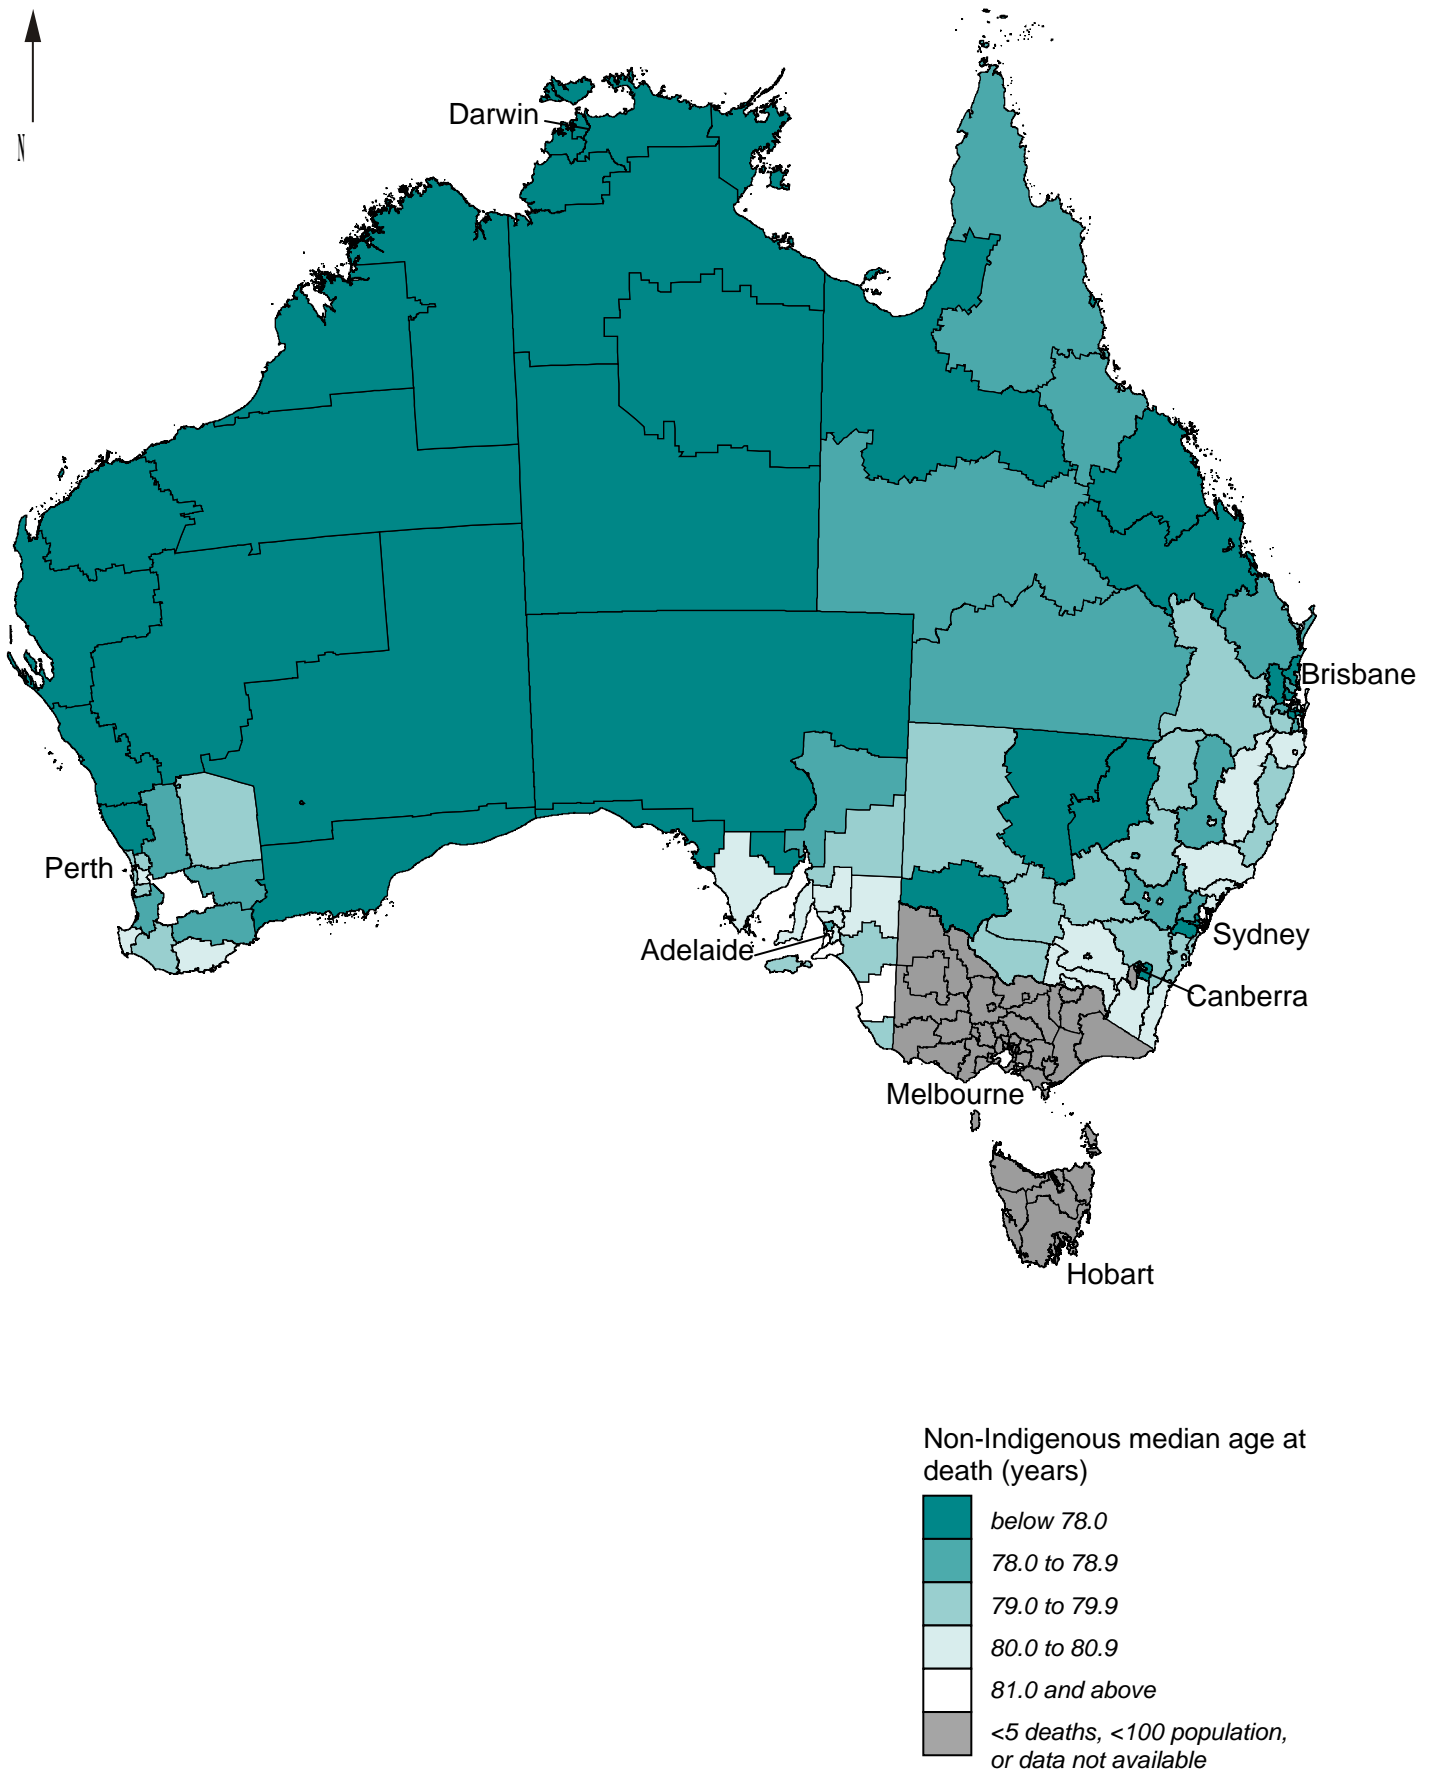 N
Darwin
Brisbane
Perth
Sydney
Adelaide
Canberra
Melbourne
Hobart
Non-Indigenous median age at
death (years)
below 78.0
78.0 to 78.9
79.0 to 79.9
80.0 to 80.9
81.0 and above
<5 deaths, <100 population,
or data not available